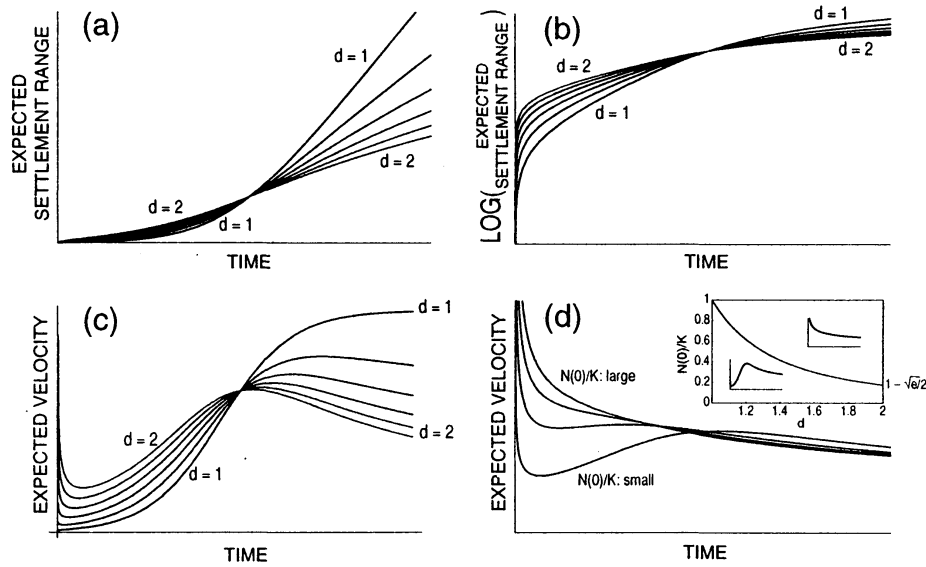 (a)
EXPECTED
SETTLEMENT RANGE
d = 1
d = 2
d = 2
d = 1
TIME
(b)
LOG(EXPECTED
SETTLEMENT RANGE)
d = 1
d = 2
d = 2
d = 1
TIME
(c)
EXPECTED VELOCITY
d = 1
d = 2
d = 2
d = 1
TIME
(d)
EXPECTED VELOCITY
N(0)/K: large
N(0)/K: small
TIME
N(0)/K
1
0.8
0.6
0.4
0.2
0
1.2 1.4 1.6 1.8 2
d
1 − √e/2